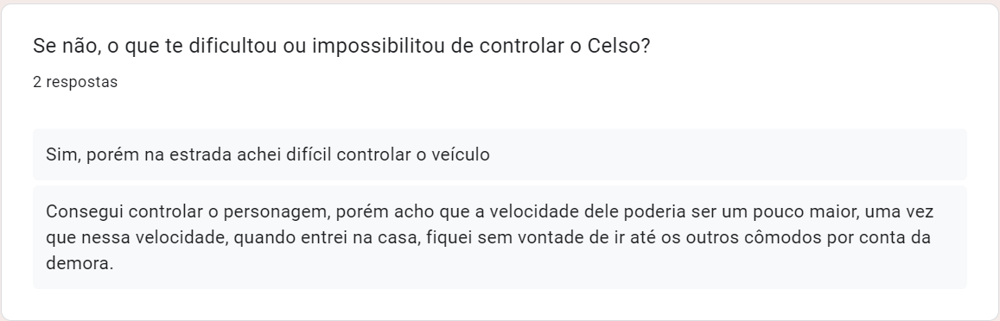 Se não, o que te dificultou ou impossibilitou de controlar o Celso?
2 respostas
Sim, porém na estrada achei difícil controlar o veículo
Consegui controlar o personagem, porém acho que a velocidade dele poderia ser um pouco maior, uma vez
que nessa velocidade, quando entrei na casa, fiquei sem vontade de ir até os outros cômodos por conta da
demora.